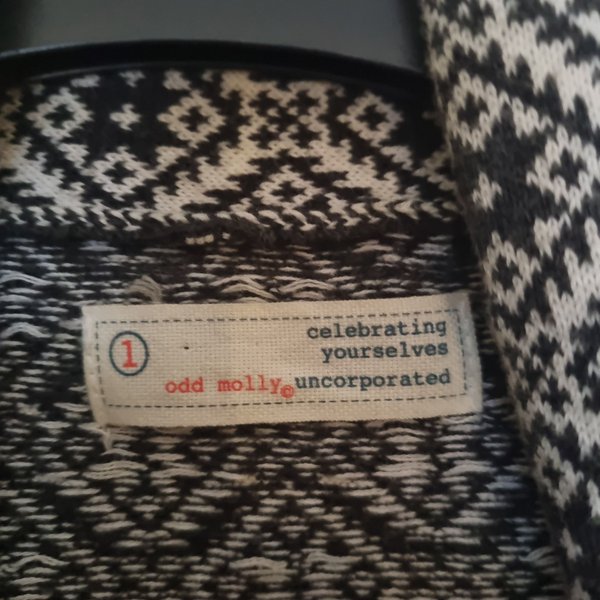 1
celebrating
yourselves
odd molly® uncorporated